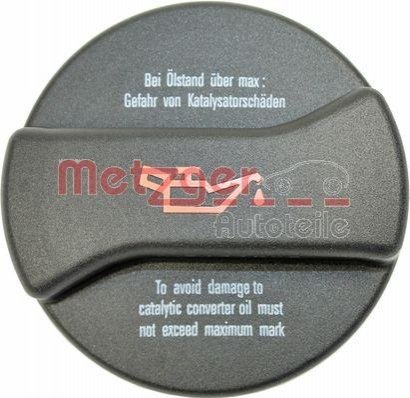 Bei Ölstand über max:
Gefahr von Katalysatorschäden
Metzger
Autoteile
To avoid damage to
catalytic converter oil must
not exceed maximum mark